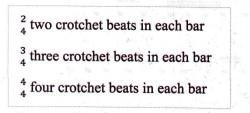 2/4 two crotchet beats in each bar
3/4 three crotchet beats in each bar
4/4 four crotchet beats in each bar